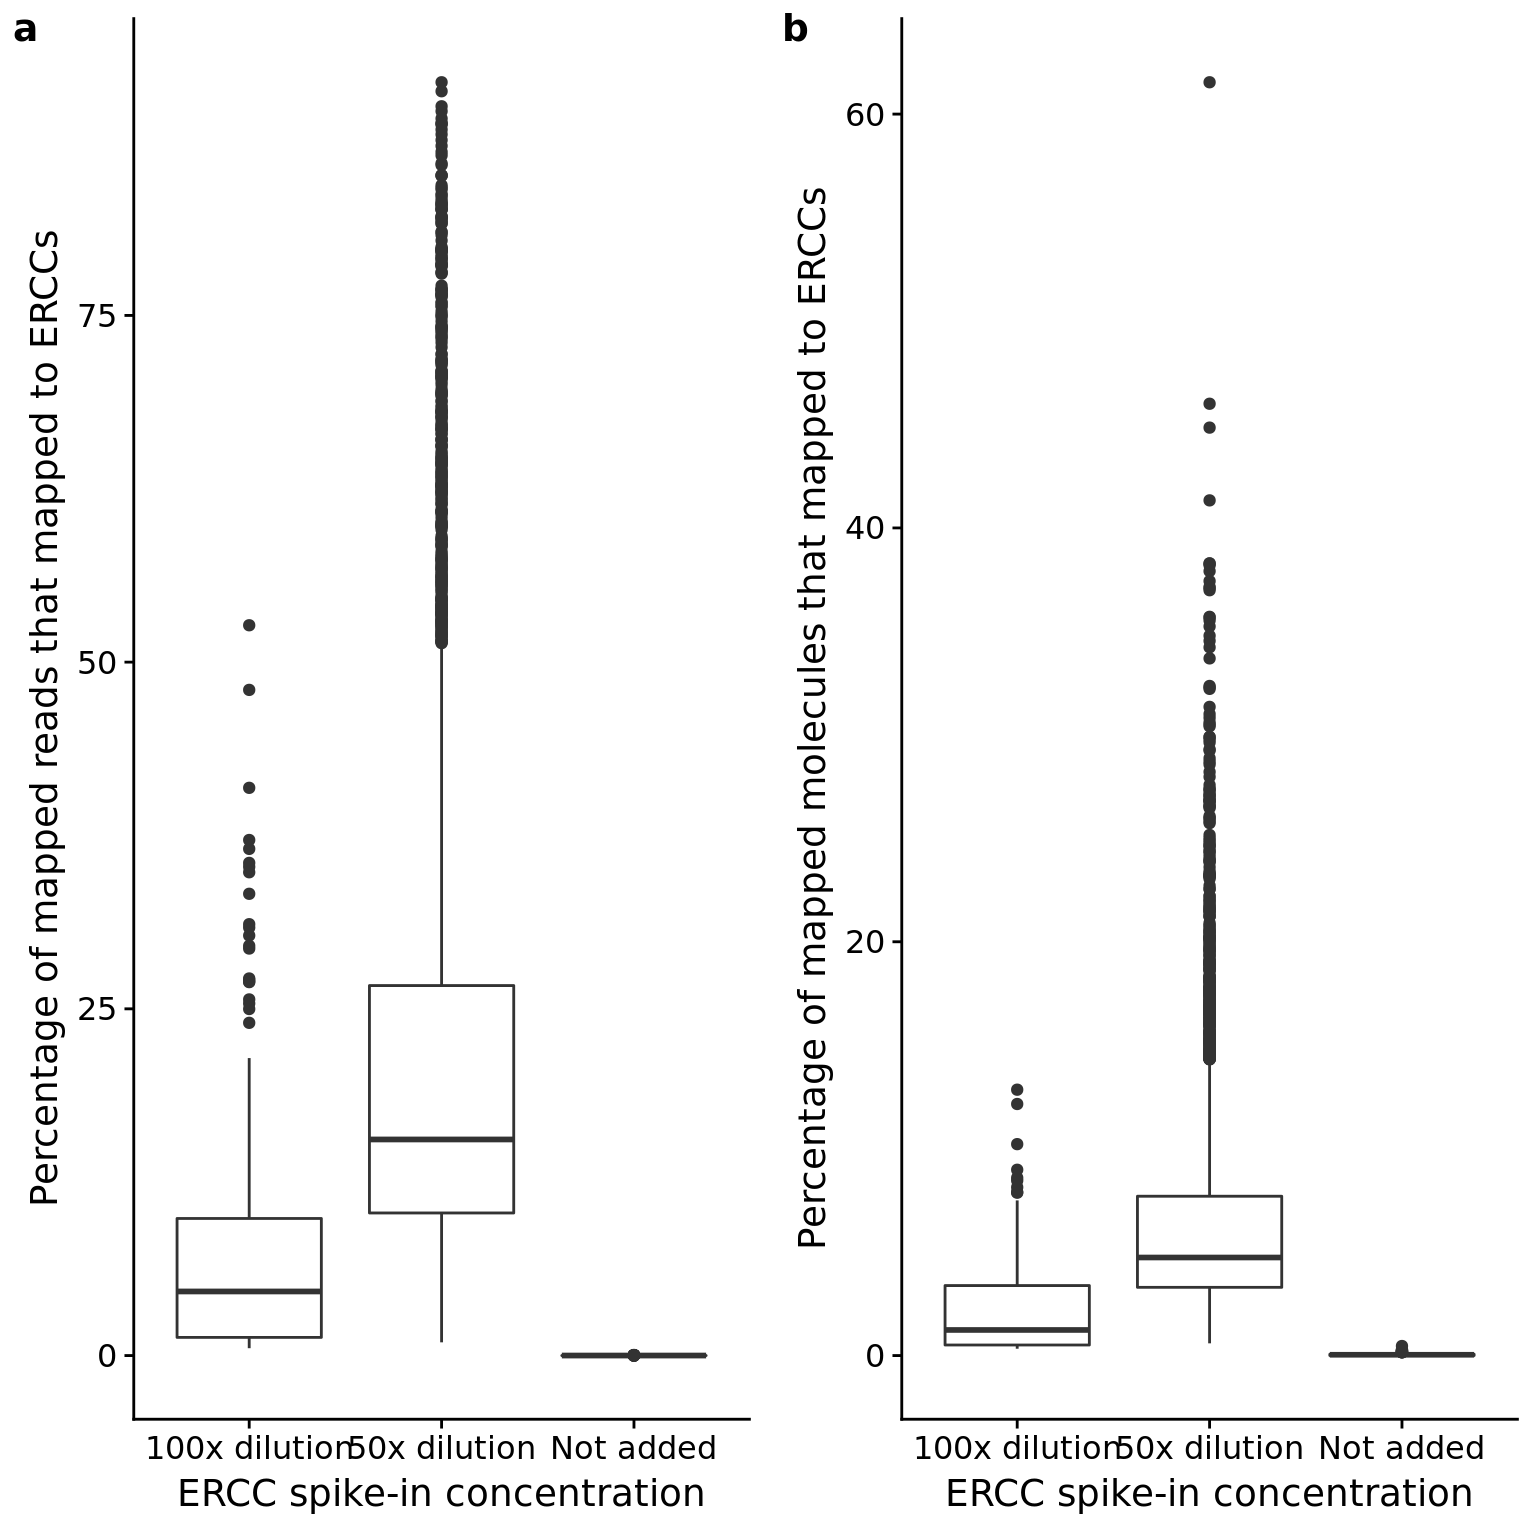 a
Percentage of mapped reads that mapped to ERCCs
75
50
25
0
100x dilution 50x dilution Not added
ERCC spike-in concentration
b
Percentage of mapped molecules that mapped to ERCCs
60
40
20
0
100x dilution 50x dilution Not added
ERCC spike-in concentration